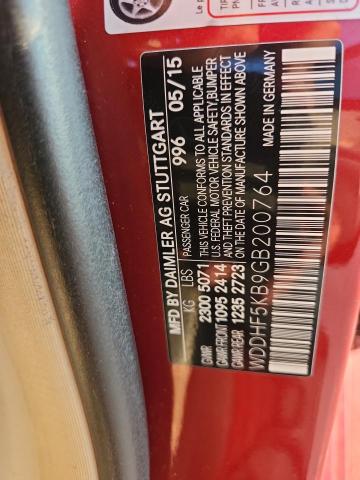 MFD BY DAIMLER AG STUTTGART
996 05/15
KG LBS PASSENGER CAR
GVWR 2300 5071 THIS VEHICLE CONFORMS TO ALL APPLICABLE
GAWR FRONT 1095 2414 U.S. FEDERAL MOTOR VEHICLE SAFETY,BUMPER
GAWR REAR 1235 2723 AND THEFT PREVENTION STANDARDS IN EFFECT
ON THE DATE OF MANUFACTURE SHOWN ABOVE
WDDHF5KB9GB200764 MADE IN GERMANY